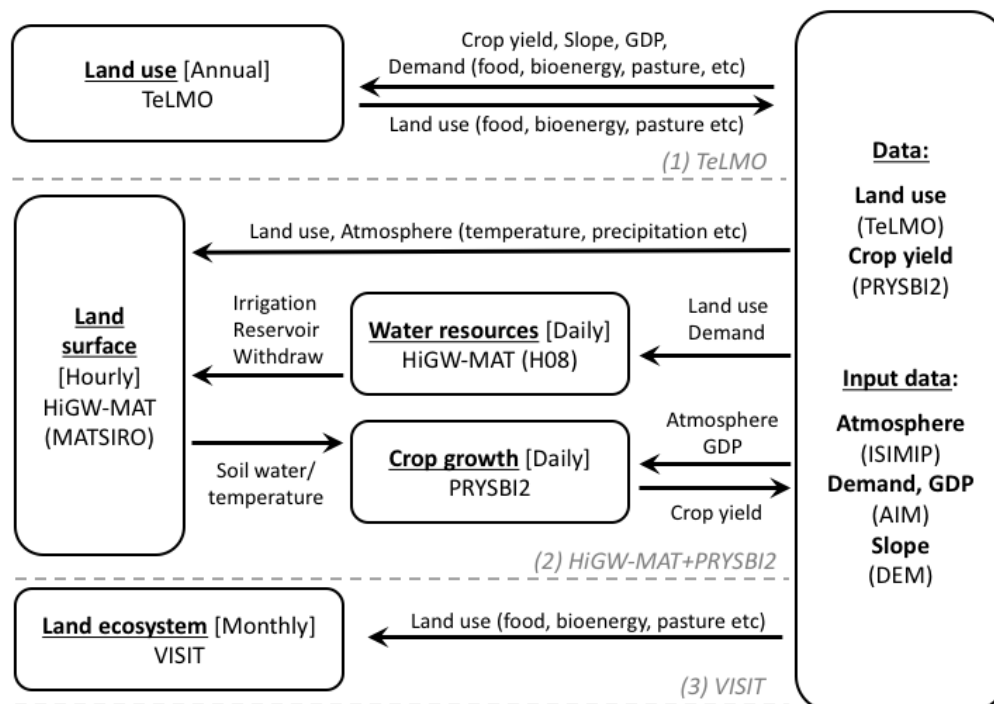 Land use [Annual]
TeLMO
Crop yield, Slope, GDP,
Demand (food, bioenergy, pasture, etc)
Land use (food, bioenergy, pasture etc)
(1) TeLMO
Land use, Atmosphere (temperature, precipitation etc)
Land
surface
[Hourly]
HiGW-MAT
(MATSIRO)
Irrigation
Reservoir
Withdraw
Water resources [Daily]
HiGW-MAT (H08)
Land use
Demand
Soil water/
temperature
Crop growth [Daily]
PRYSBI2
Atmosphere
GDP
Crop yield
(2) HiGW-MAT+PRYSBI2
Land ecosystem [Monthly]
VISIT
Land use (food, bioenergy, pasture etc)
(3) VISIT
Data:
Land use
(TeLMO)
Crop yield
(PRYSBI2)
Input data:
Atmosphere
(ISIMIP)
Demand, GDP
(AIM)
Slope
(DEM)